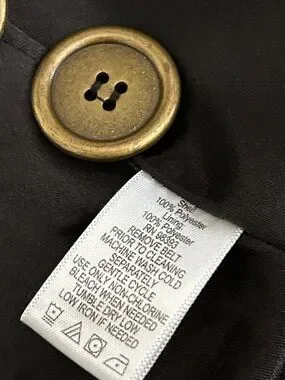 Shell
100% Polyester
Lining:
100% Polyester
RN 98393
REMOVE BELT
PRIOR TO CLEANING
MACHINE WASH COLD
SEPARATELY
GENTLE CYCLE
USE ONLY NON-CHLORINE
BLEACH WHEN NEEDED
TUMBLE DRY LOW
LOW IRON IF NEEDED